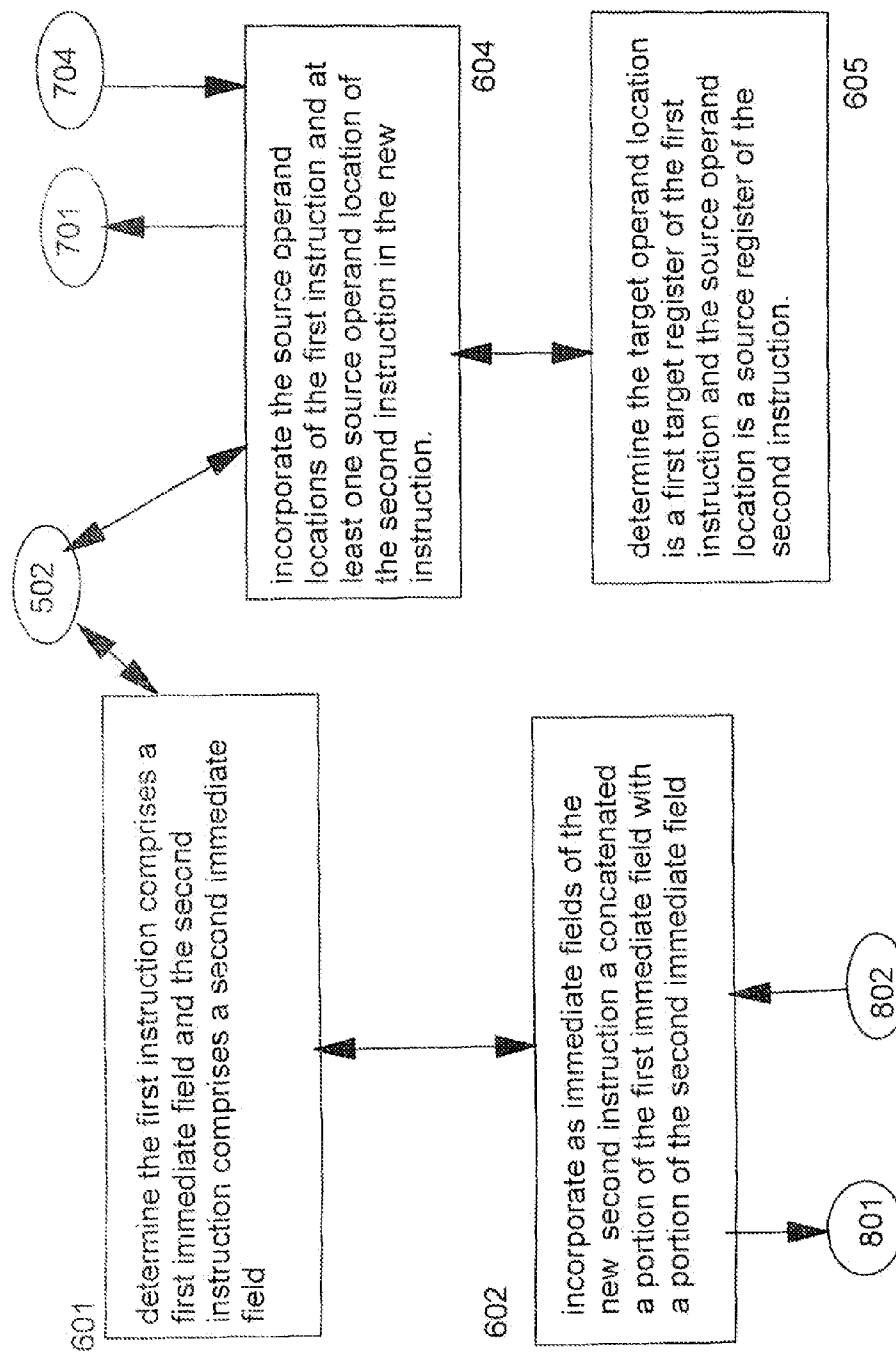 502
701
704
601
determine the first instruction comprises a
first immediate field and the second
instruction comprises a second immediate
field
incorporate the source operand
locations of the first instruction and at
least one source operand location of
the second instruction in the new
instruction.
604
602
incorporate as immediate fields of the
new second instruction a concatenated
a portion of the first immediate field with
a portion of the second immediate field
determine the target operand location
is a first target register of the first
instruction and the source operand
location is a source register of the
second instruction.
605
801
802